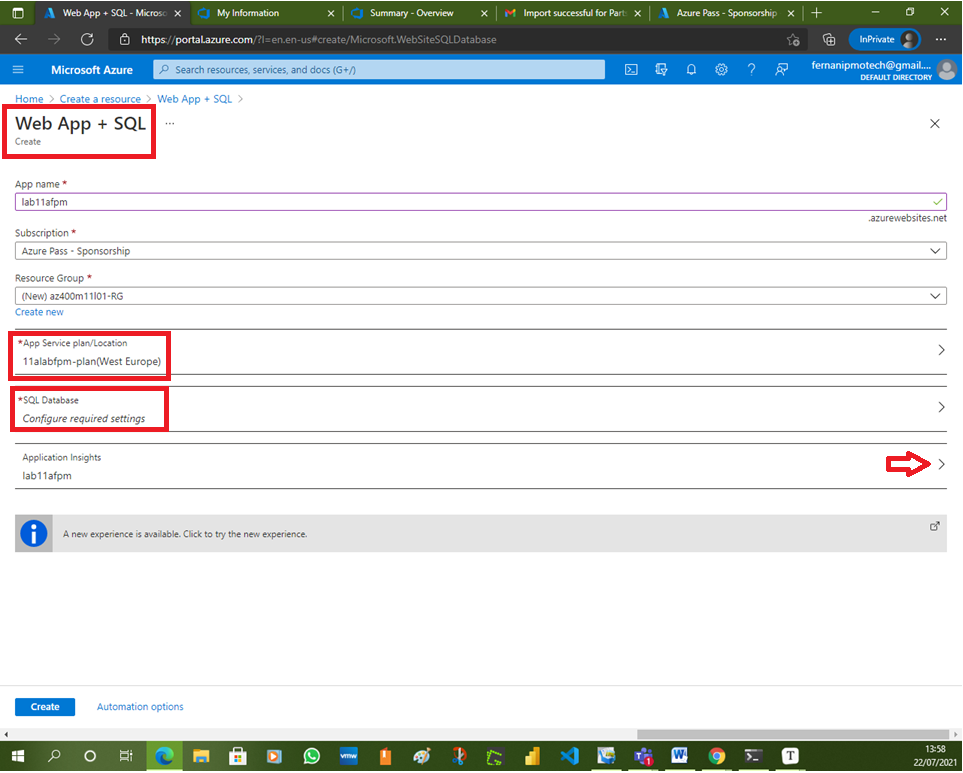 Web App + SQL - Microso
My Information
Summary - Overview
Import successful for Parts
Azure Pass - Sponsorship
https://portal.azure.com/?l=en.en-us#create/Microsoft.WebSiteSQLDatabase
InPrivate
Microsoft Azure
Search resources, services, and docs (G+/)
fernanipmotech@gmail....
DEFAULT DIRECTORY
Home > Create a resource > Web App + SQL >
Web App + SQL ...
Create
App name *
lab11afpm
.azurewebsites.net
Subscription *
Azure Pass - Sponsorship
Resource Group *
(New) az400m11l01-RG
Create new
*App Service plan/Location
11alabfpm-plan(West Europe)
*SQL Database
Configure required settings
Application Insights
lab11afpm
A new experience is available. Click to try the new experience.
Create
Automation options
vmw
1
W
T
13:58
22/07/2021